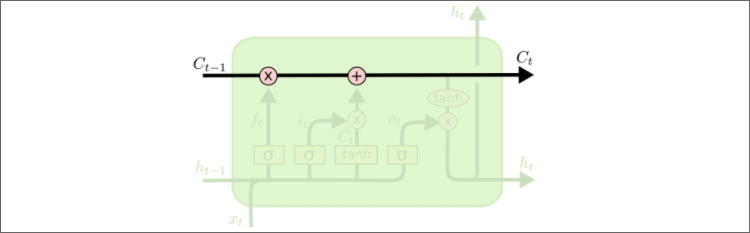 h_t
C_{t-1} x + C_t
tanh
f_t i_t x C̃_t o_t x
σ σ tanh σ
h_{t-1} h_t
x_t